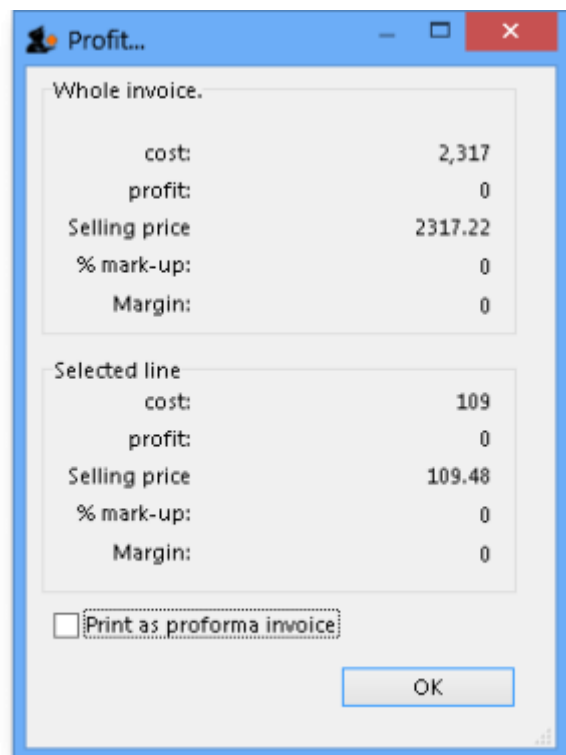 Profit...
Whole invoice.
cost: 2,317
profit: 0
Selling price 2317.22
% mark-up: 0
Margin: 0
Selected line
cost: 109
profit: 0
Selling price 109.48
% mark-up: 0
Margin: 0
Print as proforma invoice
OK